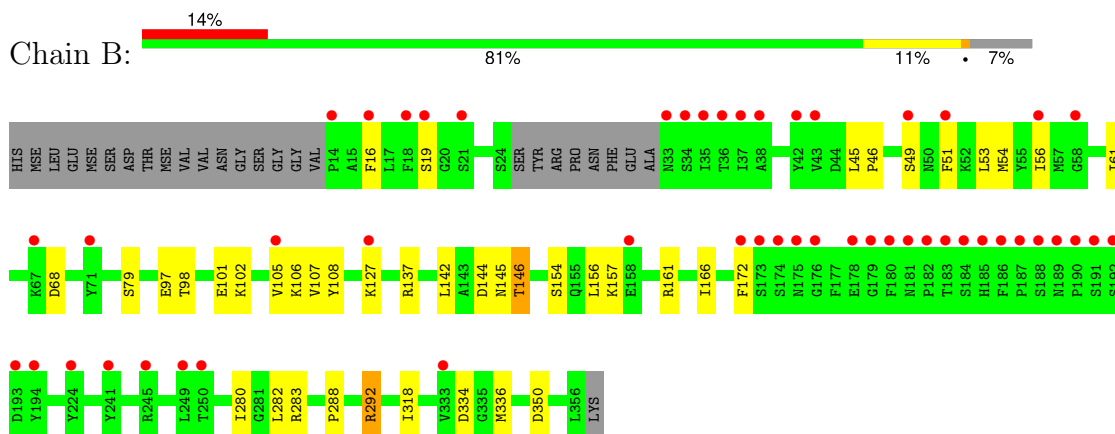 14%
Chain B:
81% 11% • 7%
HIS MSE LEU GLU MSE SER ASP THR MSE VAL VAL ASN GLY SER GLY GLY VAL P14 A15 F16 L17 F18 S19 G20 S21 S24 SER TYR ARG PRO ASN PHE GLU ALA N33 S34 I35 T36 I37 A38 Y42 V43 D44 L45 P46 S49 N50 F51 K52 L53 M54 Y55 I56 M57 G58 I61
K67 D68 Y71 S79 E97 T98 E101 K102 V105 K106 V107 Y108 K127 R137 L142 A143 D144 N145 T146 S154 Q155 L156 K157 E158 R161 I166 F172 S173 S174 N175 G176 F177 E178 G179 F180 N181 P182 T183 S184 H185 F186 P187 S188 N189 P190 S191 S192
D193 Y194 Y224 Y241 R245 L249 T250 I280 G281 L282 R283 P288 R292 I318 V333 D334 G335 M336 D350 L356 LYS